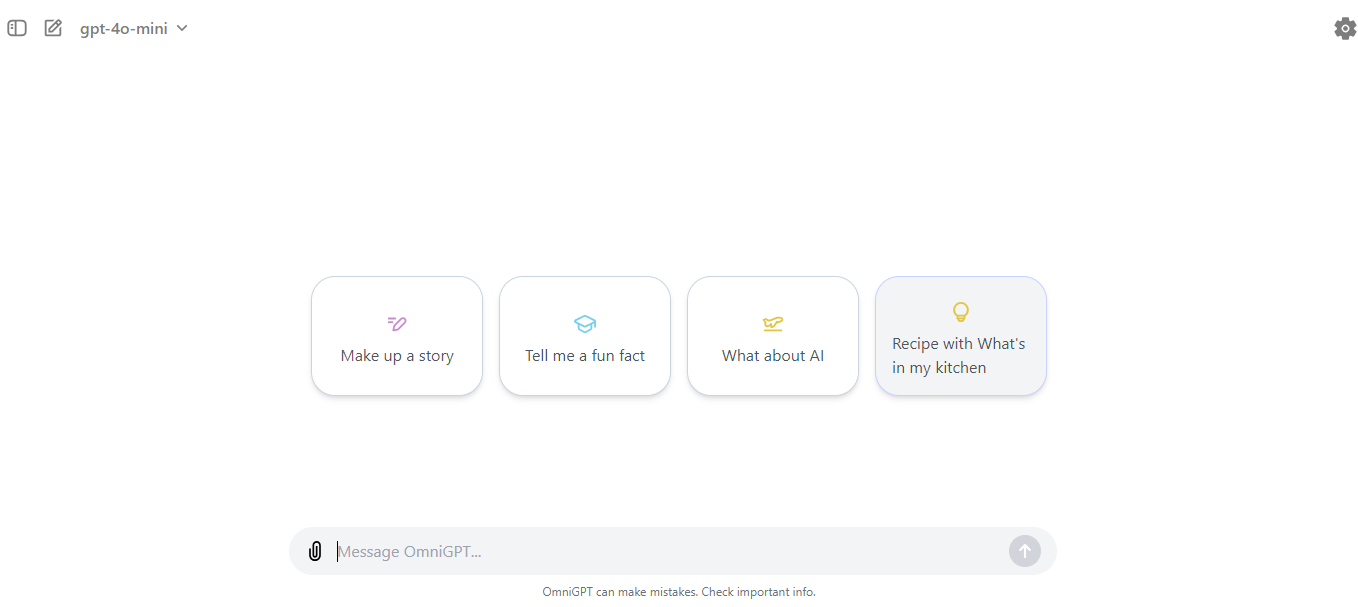 gpt-4o-mini
Make up a story
Tell me a fun fact
What about AI
Recipe with What's
in my kitchen
Message OmniGPT...
OmniGPT can make mistakes. Check important info.